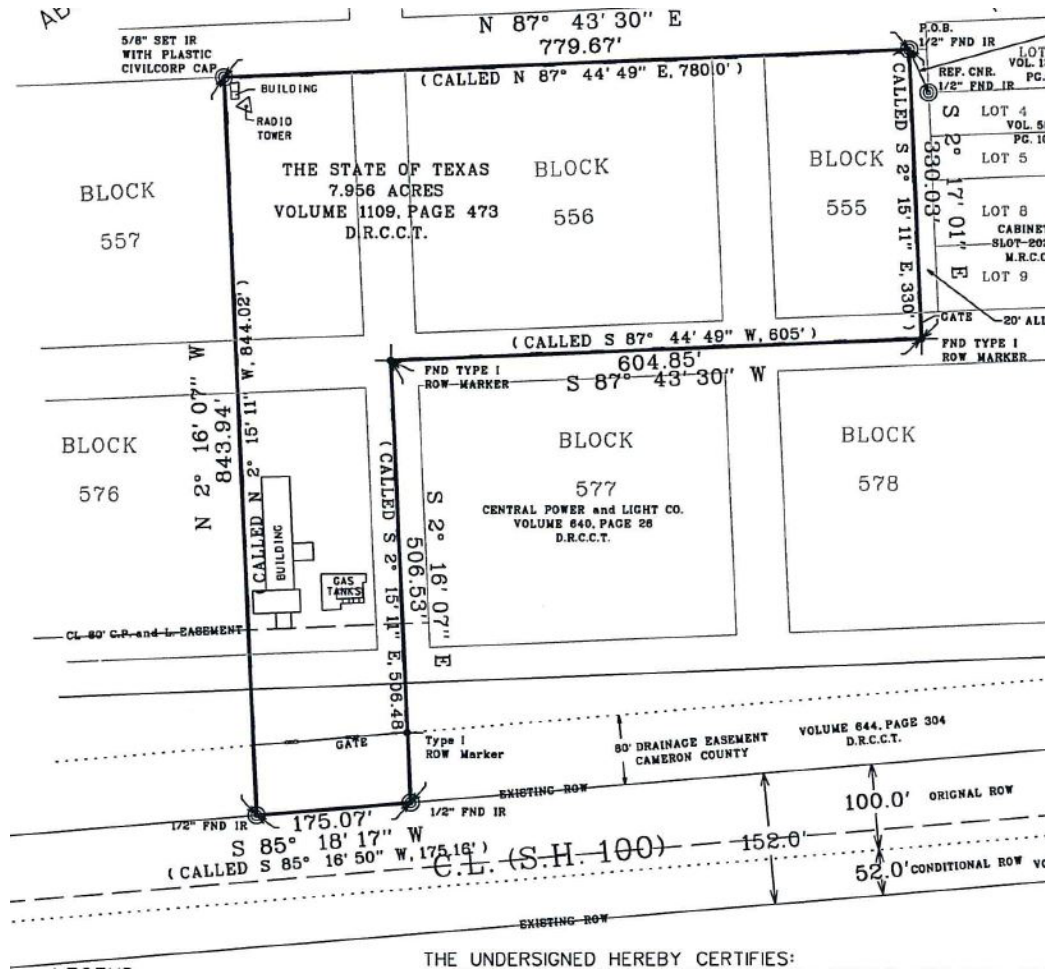 N 87° 43' 30" E
779.67'
(CALLED N 87° 44' 49" E, 780.0')
5/8" SET IR
WITH PLASTIC
CIVILCORP CAP
BUILDING
RADIO
TOWER
P.O.B.
1/2" FND IR
REF. CNR.
1/2" FND IR
LOT
PG.
LOT 4
LOT 5
LOT 8
CABINET
M.R.C.C
LOT 9
THE STATE OF TEXAS
7.956 ACRES
VOLUME 1109, PAGE 473
D.R.C.C.T.
BLOCK
557
BLOCK
556
BLOCK
555
(CALLED S 2° 15' 11" E, 330')
330.03'
S 2° 17' 01" E
GATE
FND TYPE I
ROW MARKER
(CALLED S 87° 44' 49" W, 605')
604.85'
S 87° 43' 30" W
FND TYPE I
ROW MARKER
N 2° 16' 07" W
843.94'
(CALLED N 2° 15' 11" W, 844.02')
BLOCK
576
BLOCK
577
CENTRAL POWER and LIGHT CO.
VOLUME 640, PAGE 26
D.R.C.C.T.
BLOCK
578
BUILDING
GAS
TANKS
(CALLED S 2° 15' 11" E, 506.48
506.53'
S 2° 16' 07" E
CL 80' C.P. and L. EASEMENT
GATE
Type I
ROW Marker
80' DRAINAGE EASEMENT
CAMERON COUNTY
VOLUME 644, PAGE 304
D.R.C.C.T.
EXISTING ROW
1/2" FND IR
1/2" FND IR
175.07'
S 85° 18' 17" W
(CALLED S 85° 16' 50" W, 175.16')
C.L. (S.H. 100)
152.0'
100.0' ORIGNAL ROW
52.0' CONDITIONAL ROW
EXISTING ROW
THE UNDERSIGNED HEREBY CERTIFIES: